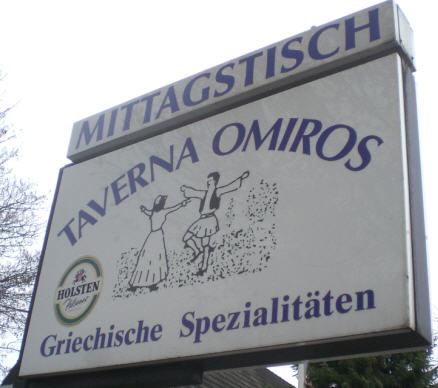 MITTAGSTISCH
TAVERNA OMIROS
HOLSTEN
Pilsener
Griechische Spezialitäten